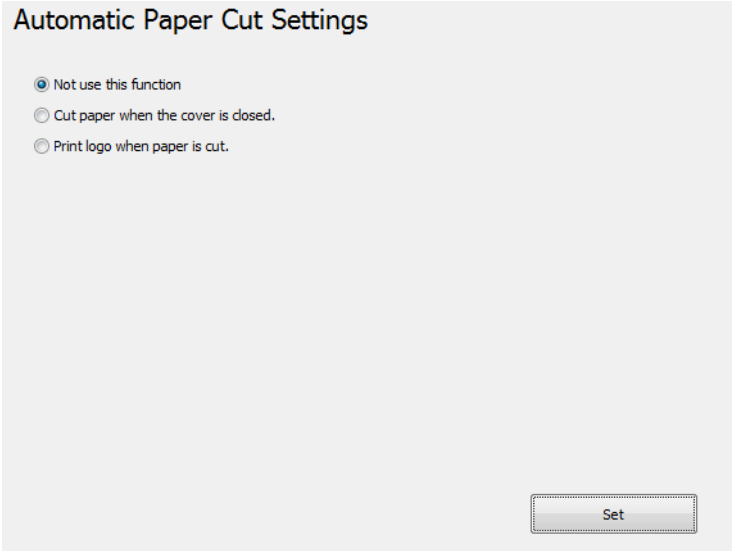 Automatic Paper Cut Settings
Not use this function
Cut paper when the cover is closed.
Print logo when paper is cut.
Set